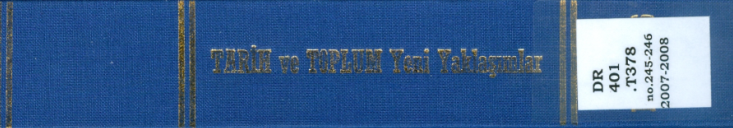 TARİH ve TOPLUM Yeni Yaklaşımlar
DR
401
.T378
no.245-246
2007-2008